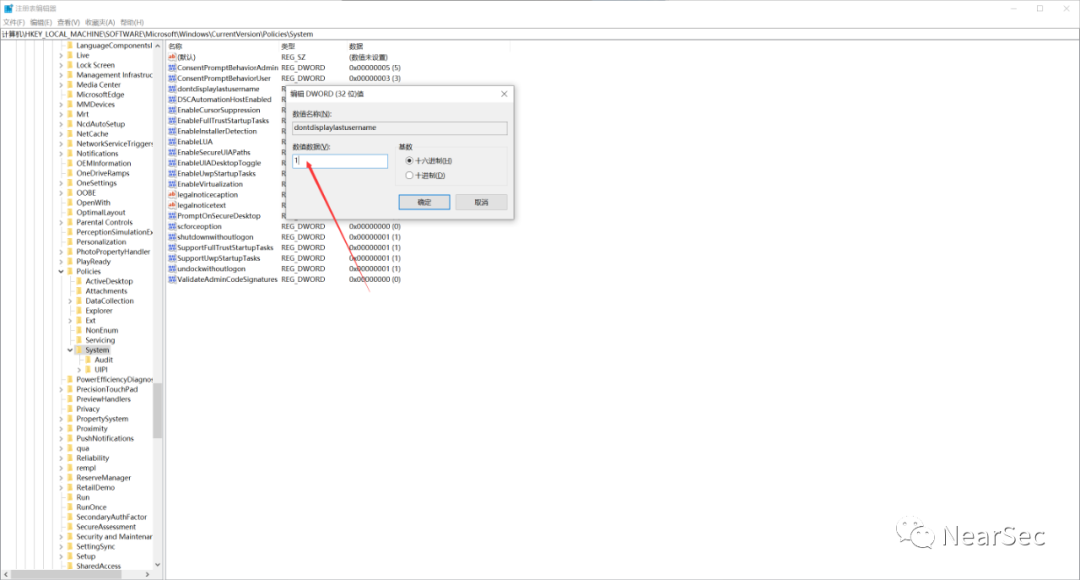 注册表编辑器
文件(F) 编辑(E) 查看(V) 收藏夹(A) 帮助(H)
计算机\HKEY_LOCAL_MACHINE\SOFTWARE\Microsoft\Windows\CurrentVersion\Policies\System
LanguageComponentsI
Live
Lock Screen
Management Infrastruc
Media Center
MicrosoftEdge
MMDevices
Mrt
NcdAutoSetup
NetCache
NetworkServiceTriggers
Notifications
OEMInformation
OneDriveRamps
OneSettings
OOBE
OpenWith
OptimalLayout
Parental Controls
PerceptionSimulationEx
Personalization
PhotoPropertyHandler
PlayReady
Policies
ActiveDesktop
Attachments
DataCollection
Explorer
Ext
NonEnum
Servicing
System
Audit
UIPI
PowerEfficiencyDiagnos
PrecisionTouchPad
PreviewHandlers
Privacy
PropertySystem
Proximity
PushNotifications
qua
Reliability
rempl
ReserveManager
RetailDemo
Run
RunOnce
SecondaryAuthFactor
SecureAssessment
Security and Maintenan
SettingSync
Setup
SharedAccess
名称 类型 数据
(默认) REG_SZ (数值未设置)
ConsentPromptBehaviorAdmin REG_DWORD 0x00000005 (5)
ConsentPromptBehaviorUser REG_DWORD 0x00000003 (3)
dontdisplaylastusername
DSCAutomationHostEnabled
EnableCursorSuppression
EnableFullTrustStartupTasks
EnableInstallerDetection
EnableLUA
EnableSecureUIAPaths
EnableUIADesktopToggle
EnableUwpStartupTasks
EnableVirtualization
legalnoticecaption
legalnoticetext
PromptOnSecureDesktop
scforceoption REG_DWORD 0x00000000 (0)
shutdownwithoutlogon REG_DWORD 0x00000001 (1)
SupportFullTrustStartupTasks REG_DWORD 0x00000001 (1)
SupportUwpStartupTasks REG_DWORD 0x00000001 (1)
undockwithoutlogon REG_DWORD 0x00000001 (1)
ValidateAdminCodeSignatures REG_DWORD 0x00000000 (0)
编辑 DWORD (32 位)值
数值名称(N):
dontdisplaylastusername
数值数据(V): 基数
1 十六进制(H)
十进制(D)
确定 取消
NearSec